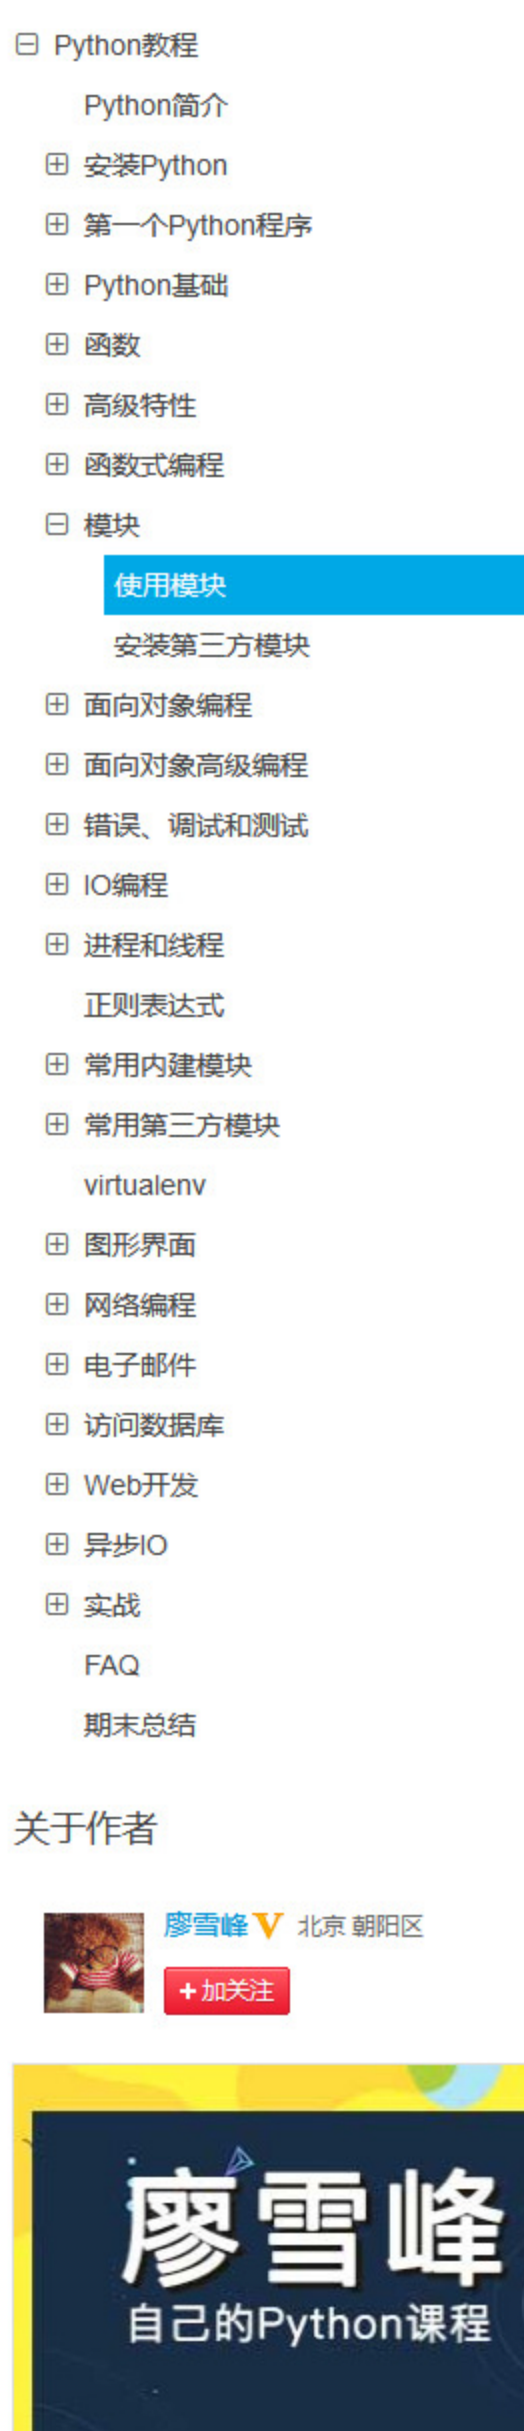 Python教程
Python简介
安装Python
第一个Python程序
Python基础
函数
高级特性
函数式编程
模块
使用模块
安装第三方模块
面向对象编程
面向对象高级编程
错误、调试和测试
IO编程
进程和线程
正则表达式
常用内建模块
常用第三方模块
virtualenv
图形界面
网络编程
电子邮件
访问数据库
Web开发
异步IO
实战
FAQ
期末总结
关于作者
廖雪峰V 北京 朝阳区
+加关注
廖雪峰
自己的Python课程